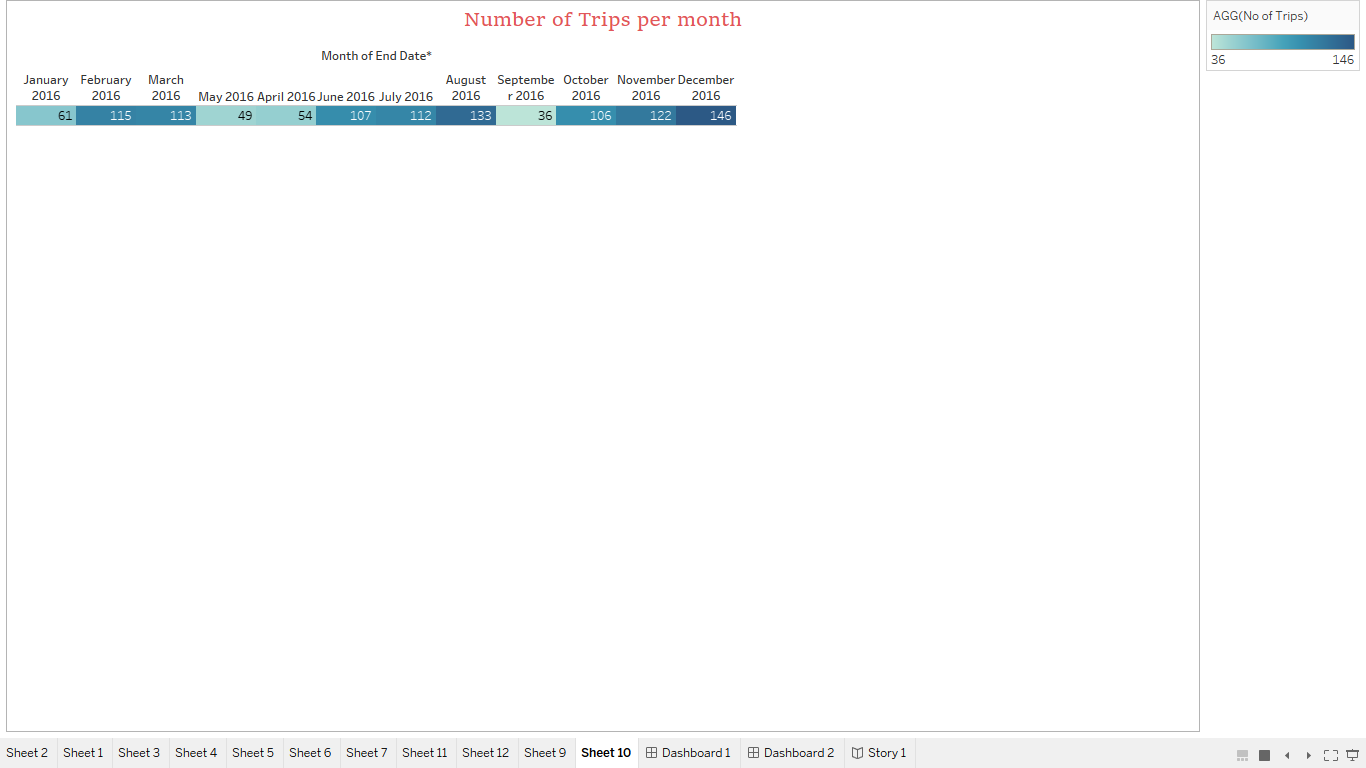 Number of Trips per month
AGG(No of Trips)
36 146
Month of End Date*
January 2016
February 2016
March 2016
May 2016
April 2016
June 2016
July 2016
August 2016
Septembe
r 2016
October 2016
November 2016
December 2016
61 115 113 49 54 107 112 133 36 106 122 146
Sheet 2 Sheet 1 Sheet 3 Sheet 4 Sheet 5 Sheet 6 Sheet 7 Sheet 11 Sheet 12 Sheet 9 Sheet 10 Dashboard 1 Dashboard 2 Story 1